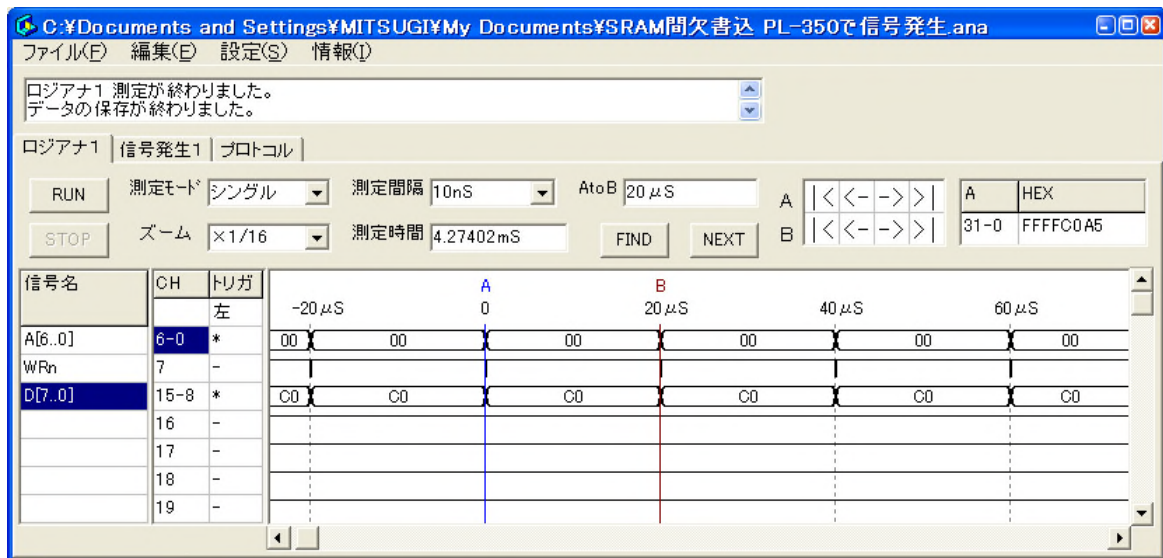 C:¥Documents and Settings¥MITSUGI¥My Documents¥SRAM間欠書込 PL-350で信号発生.ana
ファイル(F) 編集(E) 設定(S) 情報(I)
ロジアナ1 測定が終わりました。
データの保存が終わりました。
ロジアナ1 信号発生1 プロトコル
RUN 測定モード シングル 測定間隔 10nS AtoB 20μS A |< <- -> >| A HEX
STOP ズーム ×1/16 測定時間 4.27402mS FIND NEXT B |< <- -> >| 31-0 FFFFC0A5
信号名 CH トリガ A B
左 -20μS 0 20μS 40μS 60μS
A[6..0] 6-0 * 00 00 00 00 00 00
WRn 7 -
D[7..0] 15-8 * C0 C0 C0 C0 C0 C0
16 -
17 -
18 -
19 -